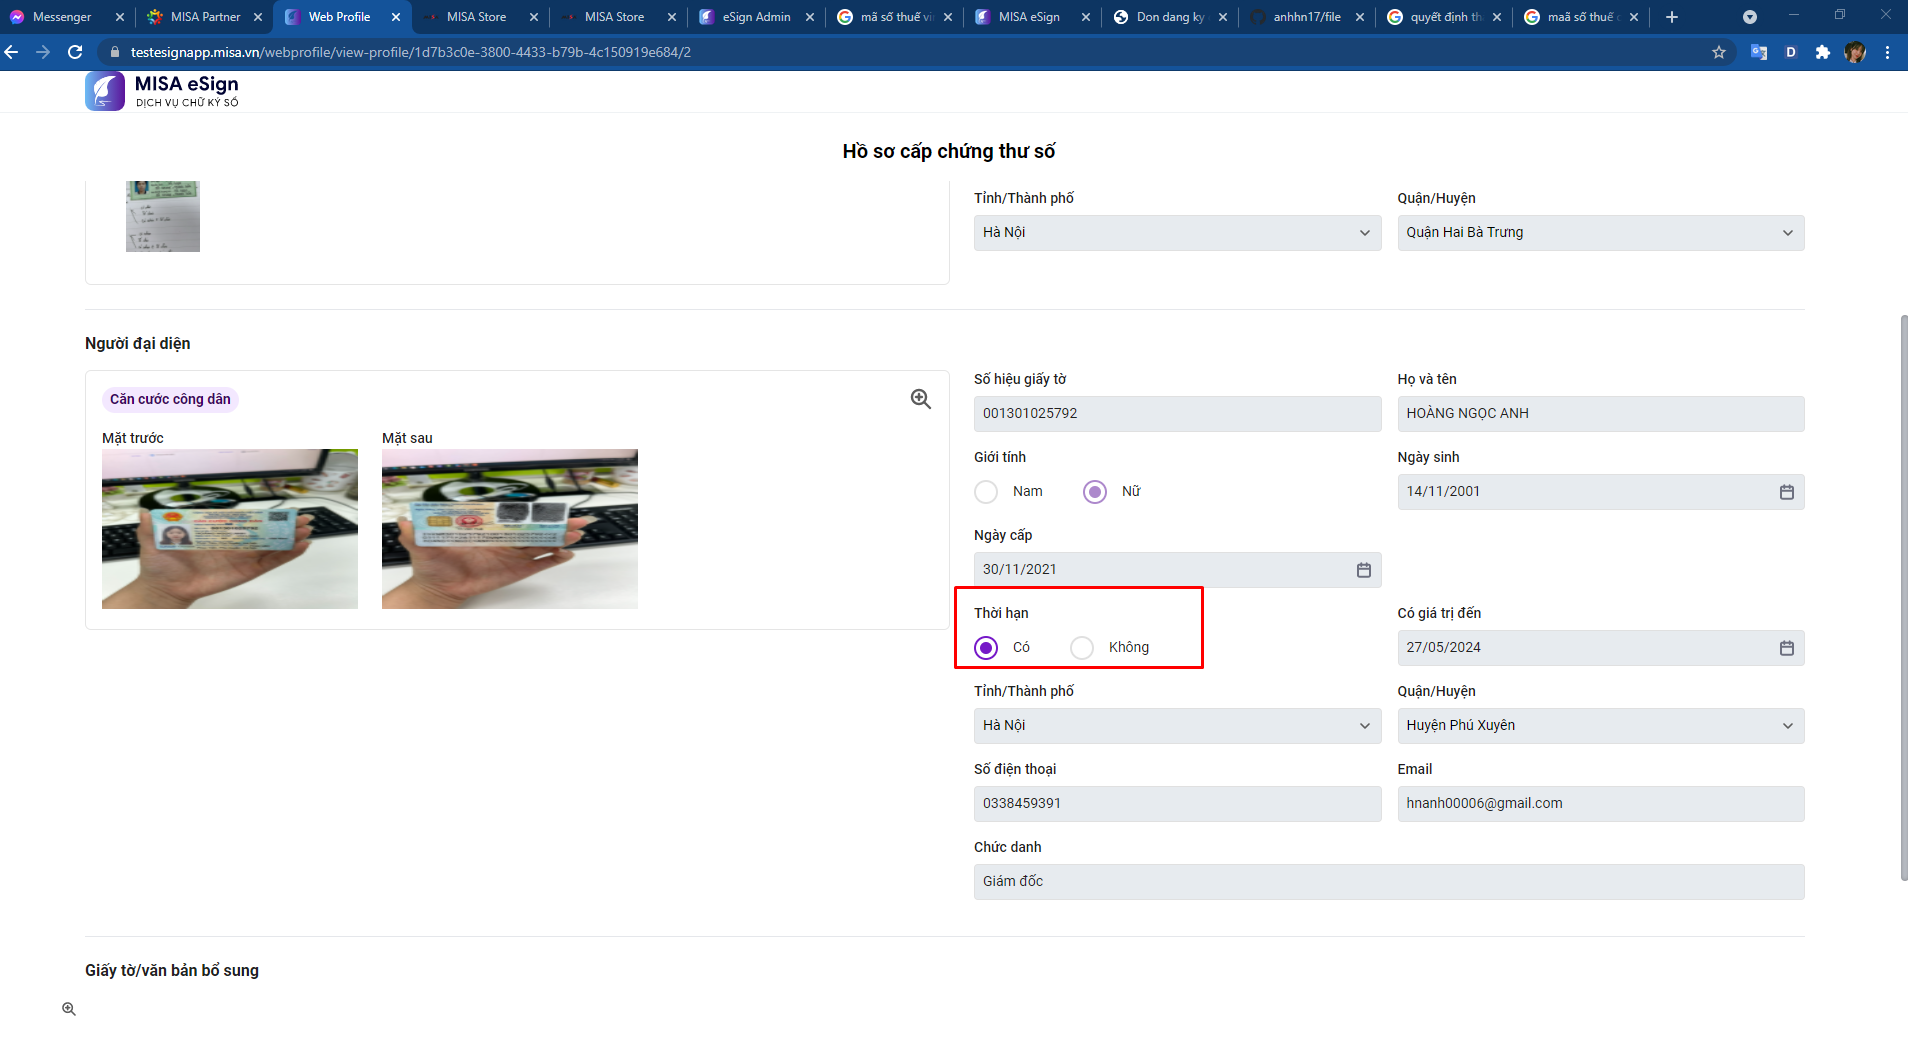 Messenger
MISA Partner
Web Profile
MISA Store
MISA Store
eSign Admin
mã số thuế vi
MISA eSign
Don dang ky
anhhn17/file
quyết định th
maã số thuế c
testesignapp.misa.vn/webprofile/view-profile/1d7b3c0e-3800-4433-b79b-4c150919e684/2
MISA eSign
DỊCH VỤ CHỮ KÝ SỐ
Hồ sơ cấp chứng thư số
Tỉnh/Thành phố
Quận/Huyện
Hà Nội
Quận Hai Bà Trưng
Người đại diện
Căn cước công dân
Mặt trước
Mặt sau
Số hiệu giấy tờ
Họ và tên
001301025792
HOÀNG NGỌC ANH
Giới tính
Ngày sinh
Nam
Nữ
14/11/2001
Ngày cấp
30/11/2021
Thời hạn
Có giá trị đến
Có
Không
27/05/2024
Tỉnh/Thành phố
Quận/Huyện
Hà Nội
Huyện Phú Xuyên
Số điện thoại
Email
0338459391
hnanh00006@gmail.com
Chức danh
Giám đốc
Giấy tờ/văn bản bổ sung